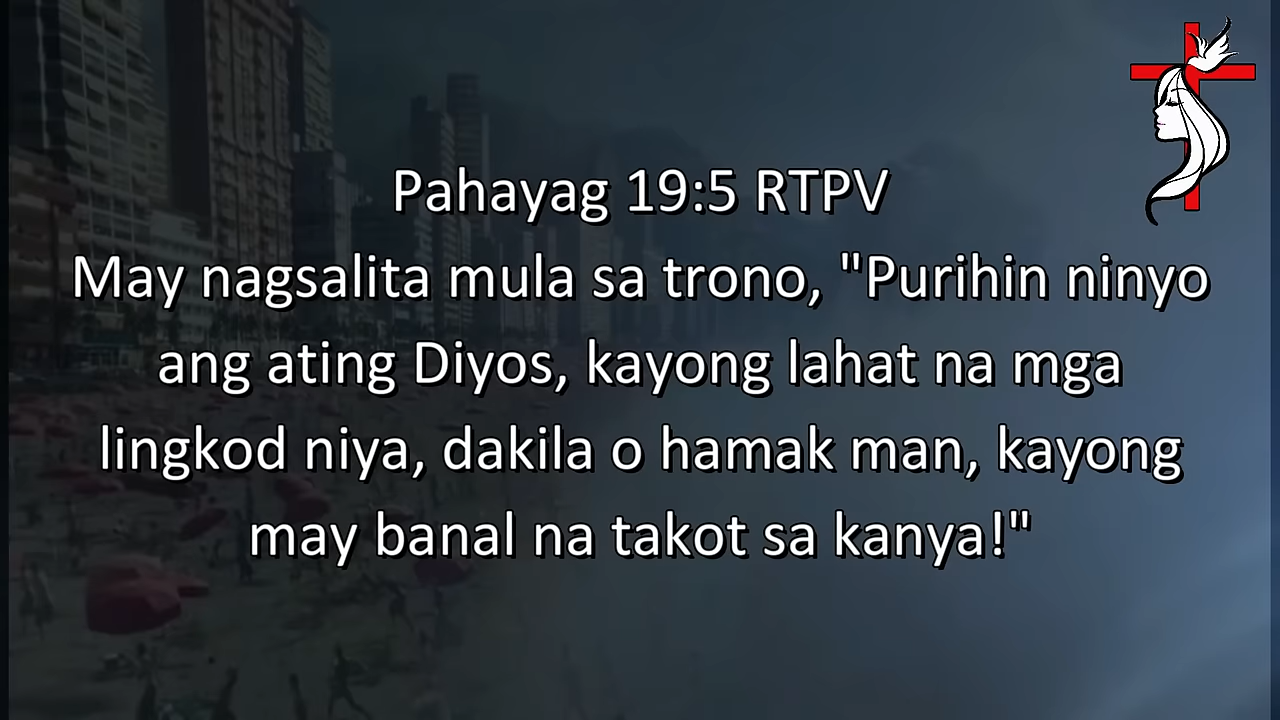 Pahayag 19:5 RTPV
May nagsalita mula sa trono, "Purihin ninyo
ang ating Diyos, kayong lahat na mga
lingkod niya, dakila o hamak man, kayong
may banal na takot sa kanya!"